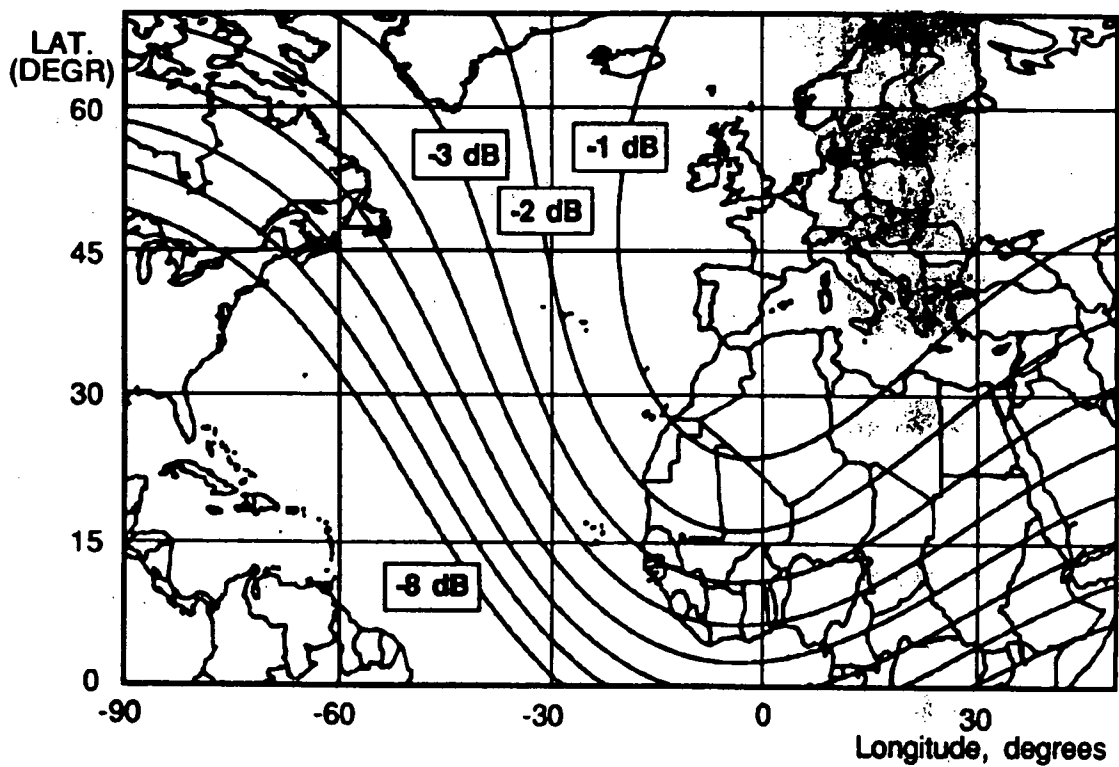 LAT.
(DEGR)
60
45
30
15
0
-3 dB
-1 dB
-2 dB
-8 dB
-90
-60
-30
0
30
Longitude, degrees